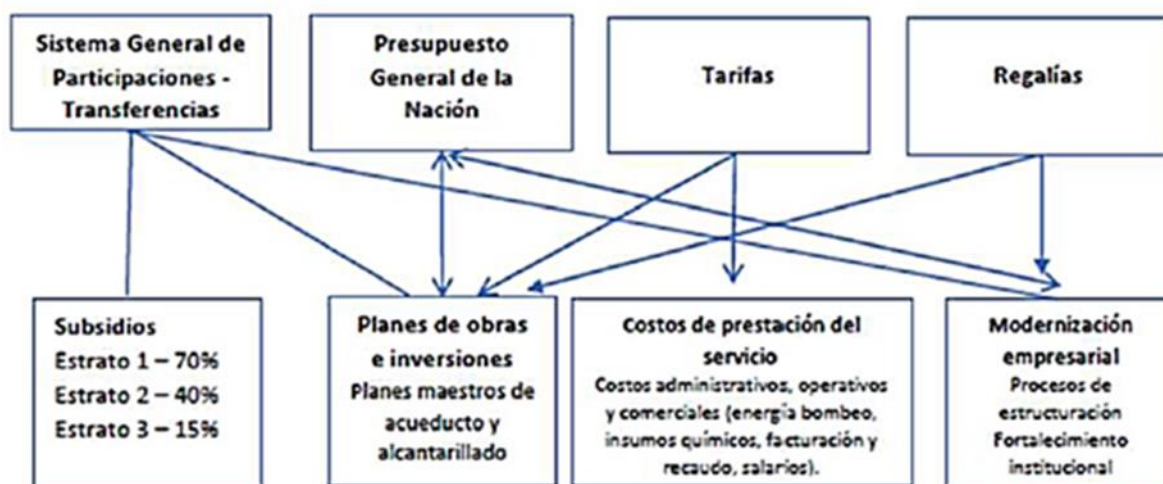 Sistema General de
Participaciones -
Transferencias
Presupuesto
General de la
Nación
Tarifas
Regalías
Subsidios
Estrato 1 – 70%
Estrato 2 – 40%
Estrato 3 – 15%
Planes de obras
e inversiones
Planes maestros de
acueducto y
alcantarillado
Costos de prestación del
servicio
Costos administrativos, operativos
y comerciales (energía bombeo,
insumos químicos, facturación y
recaudo, salarios).
Modernización
empresarial
Procesos de
estructuración
Fortalecimiento
institucional